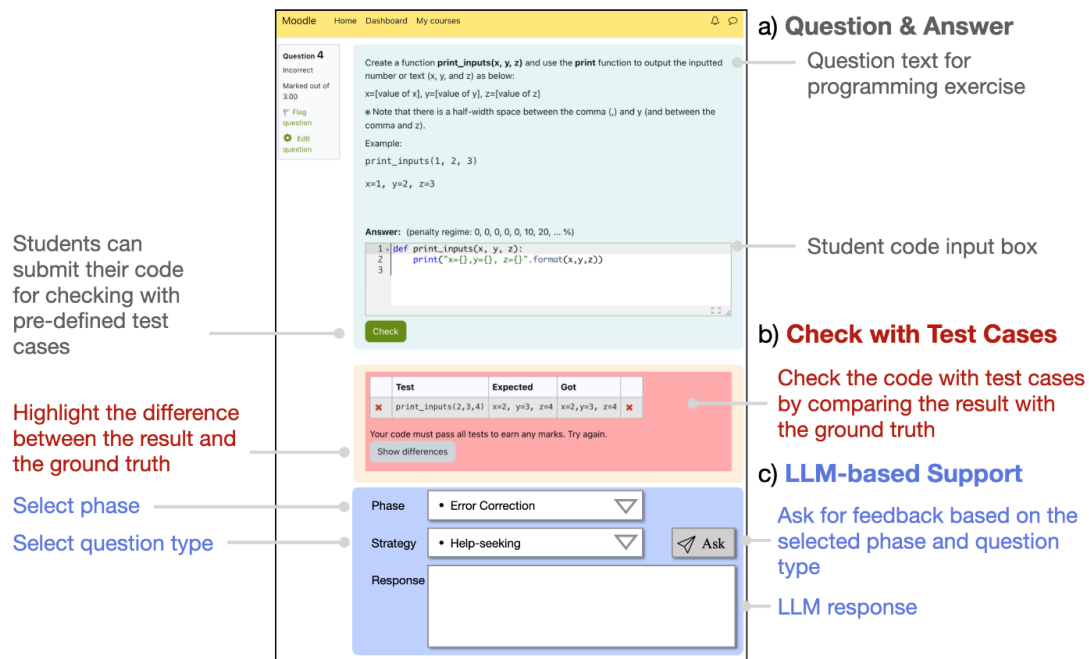 Moodle Home Dashboard My courses
Question 4
Incorrect
Marked out of
3.00
Flag
question
Edit
question
Create a function print_inputs(x, y, z) and use the print function to output the inputted
number or text (x, y, and z) as below:
x=[value of x], y=[value of y], z=[value of z]
※ Note that there is a half-width space between the comma (,) and y (and between the
comma and z).
Example:
print_inputs(1, 2, 3)
x=1, y=2, z=3
Answer: (penalty regime: 0, 0, 0, 0, 0, 10, 20, ... %)
1 def print_inputs(x, y, z):
2 print("x={},y={}, z={}".format(x,y,z))
3
Check
Test Expected Got
print_inputs(2,3,4) x=2, y=3, z=4 x=2,y=3, z=4
Your code must pass all tests to earn any marks. Try again.
Show differences
Phase • Error Correction
Strategy • Help-seeking
Ask
Response
Students can
submit their code
for checking with
pre-defined test
cases
Highlight the difference
between the result and
the ground truth
Select phase
Select question type
a) Question & Answer
Question text for
programming exercise
Student code input box
b) Check with Test Cases
Check the code with test cases
by comparing the result with
the ground truth
c) LLM-based Support
Ask for feedback based on the
selected phase and question
type
LLM response